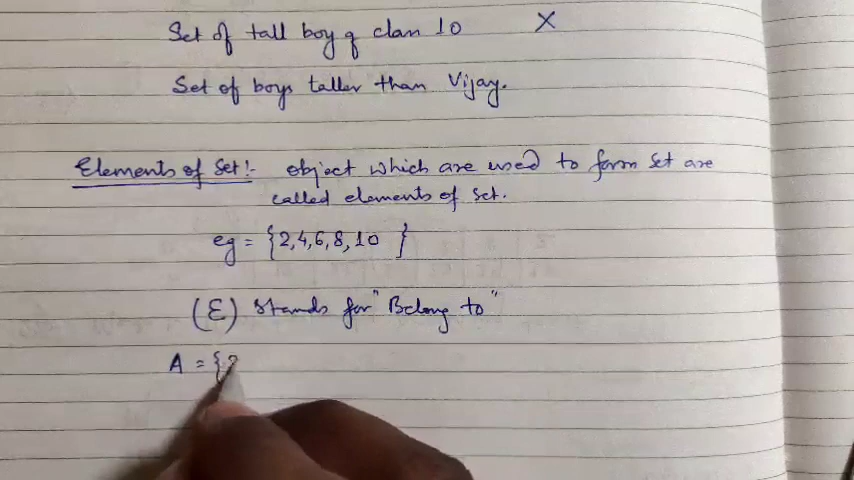 Set of tall boy of class 10 X
Set of boys taller than Vijay.
Elements of Set:- object which are used to form set are
called elements of set.
eg = {2,4,6,8,10 }
(ε) stands for "Belong to"
A = {2